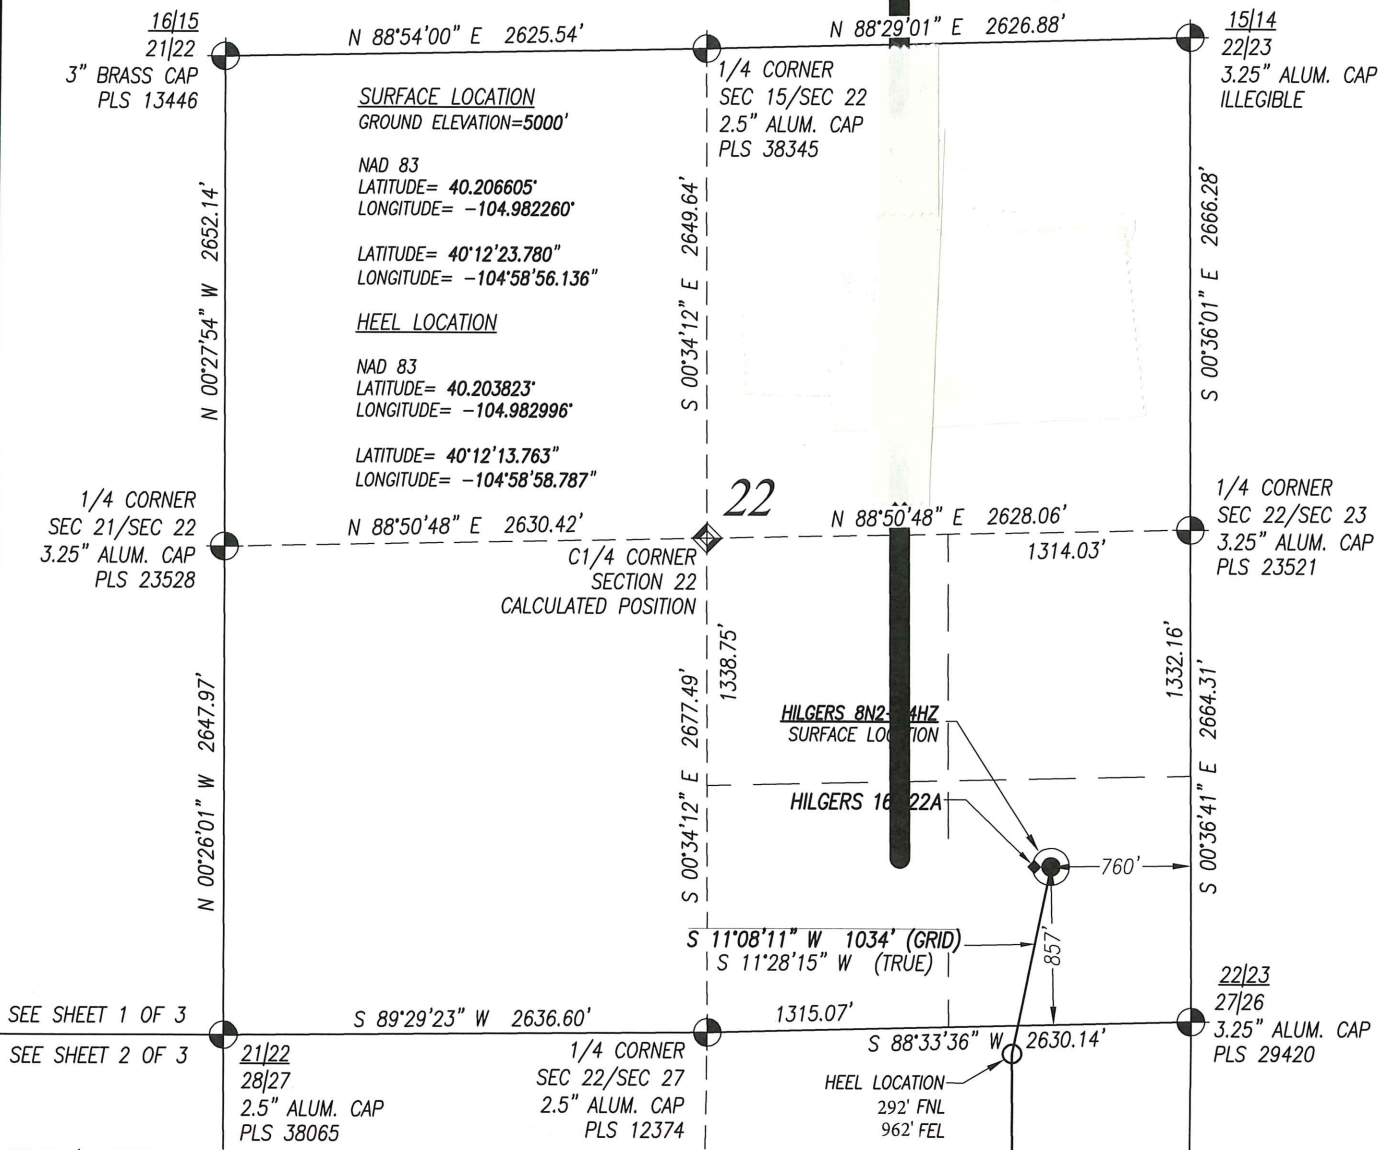 16|15
21|22
3" BRASS CAP
PLS 13446
N 88°54'00" E 2625.54'
N 88°29'01" E 2626.88'
15|14
22|23
3.25" ALUM. CAP
ILLEGIBLE
1/4 CORNER
SEC 15/SEC 22
2.5" ALUM. CAP
PLS 38345
SURFACE LOCATION
GROUND ELEVATION=5000'
NAD 83
LATITUDE= 40.206605°
LONGITUDE= -104.982260°
LATITUDE= 40°12'23.780"
LONGITUDE= -104°58'56.136"
HEEL LOCATION
NAD 83
LATITUDE= 40.203823°
LONGITUDE= -104.982996°
LATITUDE= 40°12'13.763"
LONGITUDE= -104°58'58.787"
N 00°27'54" W 2652.14'
S 00°34'12" E 2649.64'
S 00°36'01" E 2666.28'
1/4 CORNER
SEC 21/SEC 22
3.25" ALUM. CAP
PLS 23528
N 88°50'48" E 2630.42'
22
N 88°50'48" E 2628.06'
1314.03'
1/4 CORNER
SEC 22/SEC 23
3.25" ALUM. CAP
PLS 23521
C1/4 CORNER
SECTION 22
CALCULATED POSITION
N 00°26'01" W 2647.97'
S 00°34'12" E 2677.49'
1338.75'
1332.16'
S 00°36'41" E 2664.31'
HILGERS
SURFACE
HILGERS
760'
857'
S 11°08'11" W 1034' (GRID)
S 11°28'15" W (TRUE)
SEE SHEET 1 OF 3
SEE SHEET 2 OF 3
S 89°29'23" W 2636.60'
1315.07'
S 88°33'36" W 2630.14'
22|23
27|26
3.25" ALUM. CAP
PLS 29420
21|22
28|27
2.5" ALUM. CAP
PLS 38065
1/4 CORNER
SEC 22/SEC 27
2.5" ALUM. CAP
PLS 12374
HEEL LOCATION
292' FNL
962' FEL